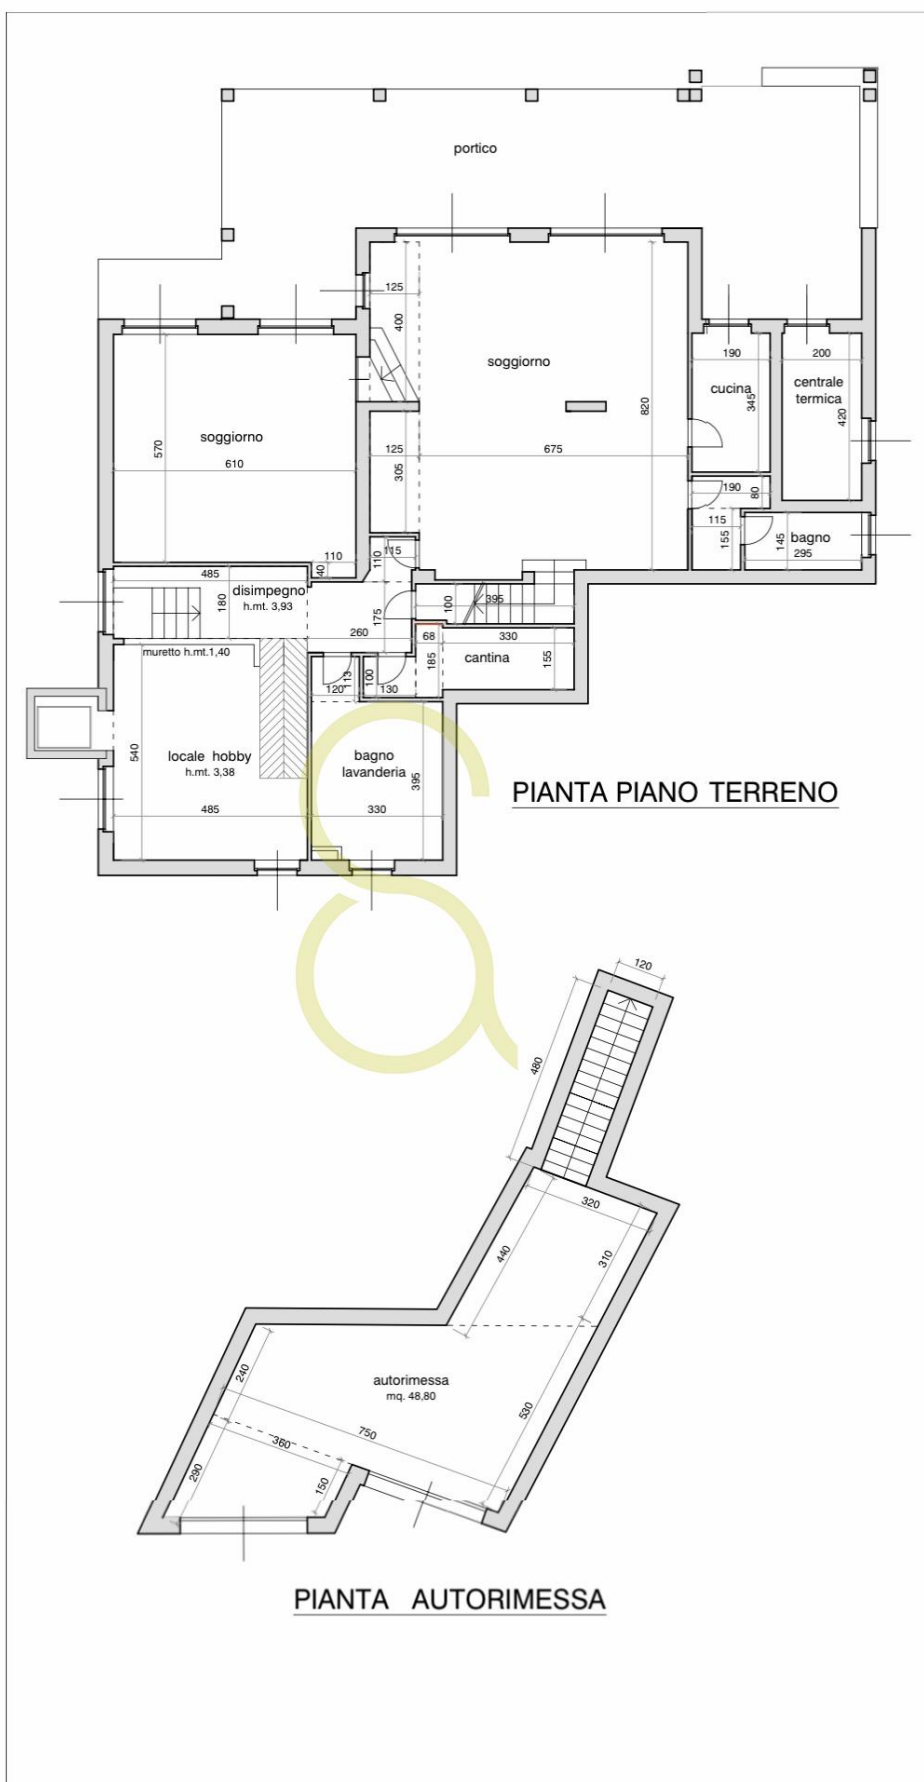 portico
125
400
soggiorno
190
200
cucina
centrale
termica
345
420
820
soggiorno
570
610
125
675
305
190
80
115
155
145
bagno
295
110
115
110
40
485
disimpegno
h.mt. 3,93
180
175
100
395
260
68
330
muretto h.mt.1,40
cantina
185
155
113
100
120
130
540
locale hobby
h.mt. 3,38
bagno
lavanderia
395
485
330
PIANTA PIANO TERRENO
120
480
320
440
310
240
autorimessa
mq. 48,80
530
750
360
290
150
PIANTA AUTORIMESSA